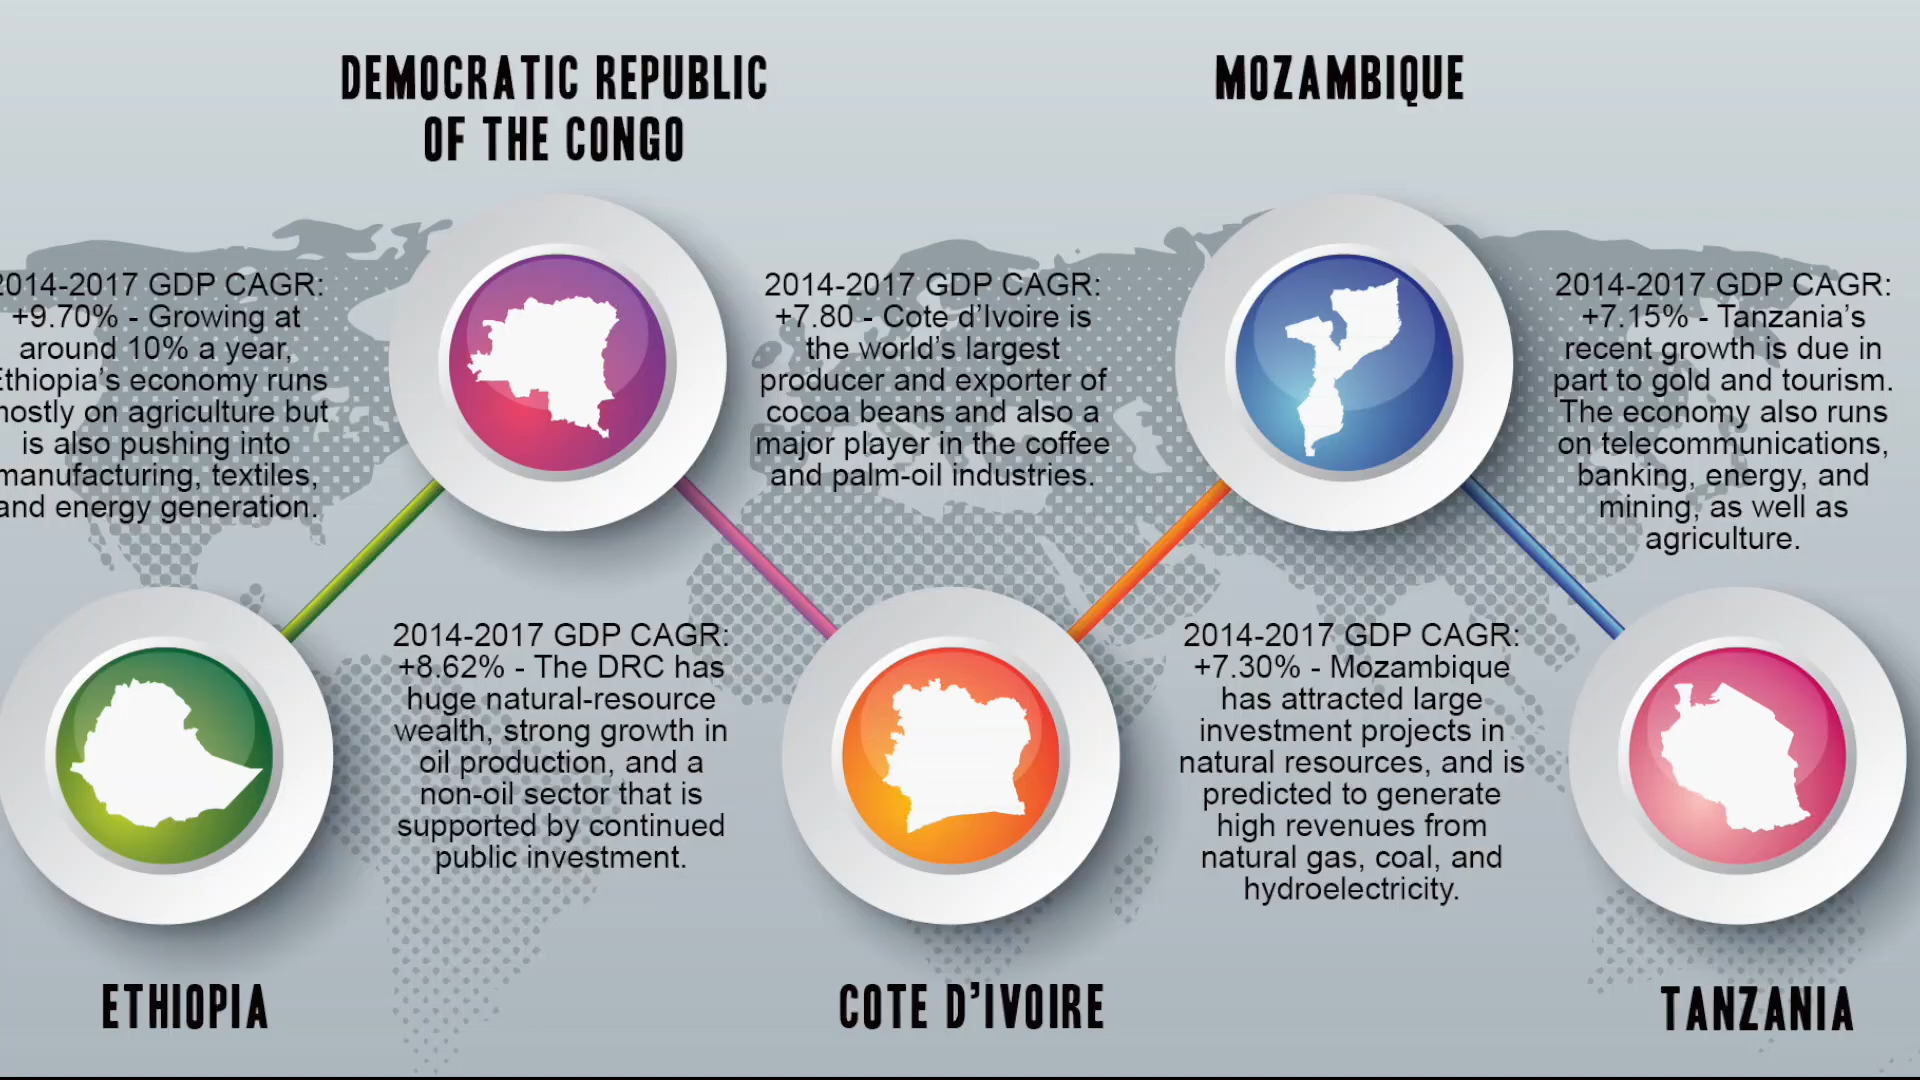 DEMOCRATIC REPUBLIC
OF THE CONGO
MOZAMBIQUE
2014-2017 GDP CAGR:
+9.70% - Growing at
around 10% a year,
Ethiopia's economy runs
mostly on agriculture but
is also pushing into
manufacturing, textiles,
and energy generation.
2014-2017 GDP CAGR:
+7.80 - Cote d'Ivoire is
the world's largest
producer and exporter of
cocoa beans and also a
major player in the coffee
and palm-oil industries.
2014-2017 GDP CAGR:
+7.15% - Tanzania's
recent growth is due in
part to gold and tourism.
The economy also runs
on telecommunications,
banking, energy, and
mining, as well as
agriculture.
2014-2017 GDP CAGR:
+8.62% - The DRC has
huge natural-resource
wealth, strong growth in
oil production, and a
non-oil sector that is
supported by continued
public investment.
2014-2017 GDP CAGR:
+7.30% - Mozambique
has attracted large
investment projects in
natural resources, and is
predicted to generate
high revenues from
natural gas, coal, and
hydroelectricity.
ETHIOPIA
COTE D'IVOIRE
TANZANIA